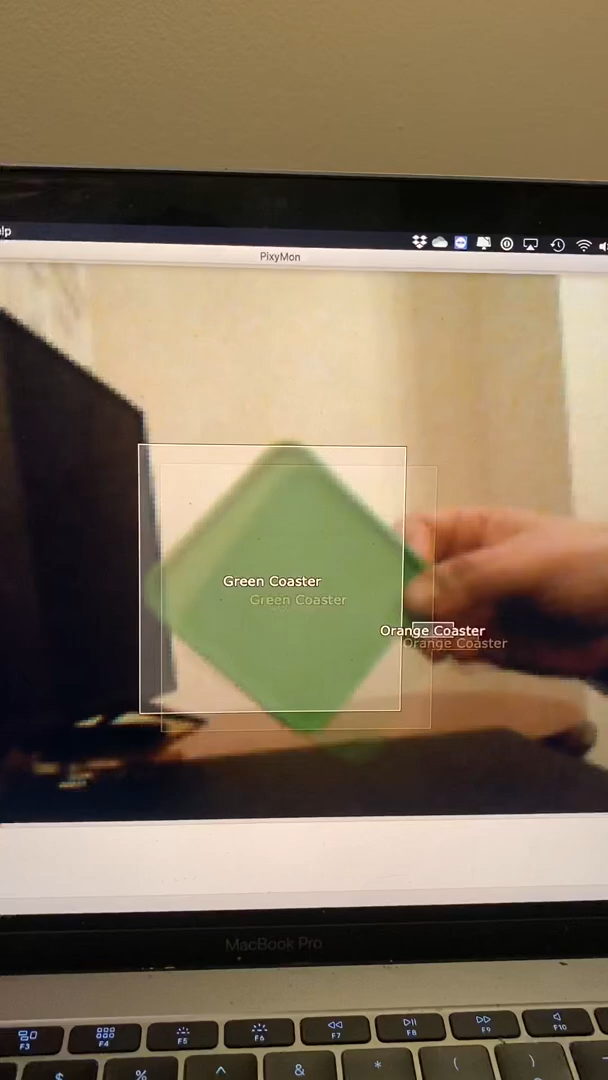 elp
PixyMon
Green Coaster
Green Coaster
Orange Coaster
Orange Coaster
MacBook Pro
F3 F4 F5 F6 F7 F8 F9 F10
$ % ^ & * ( )